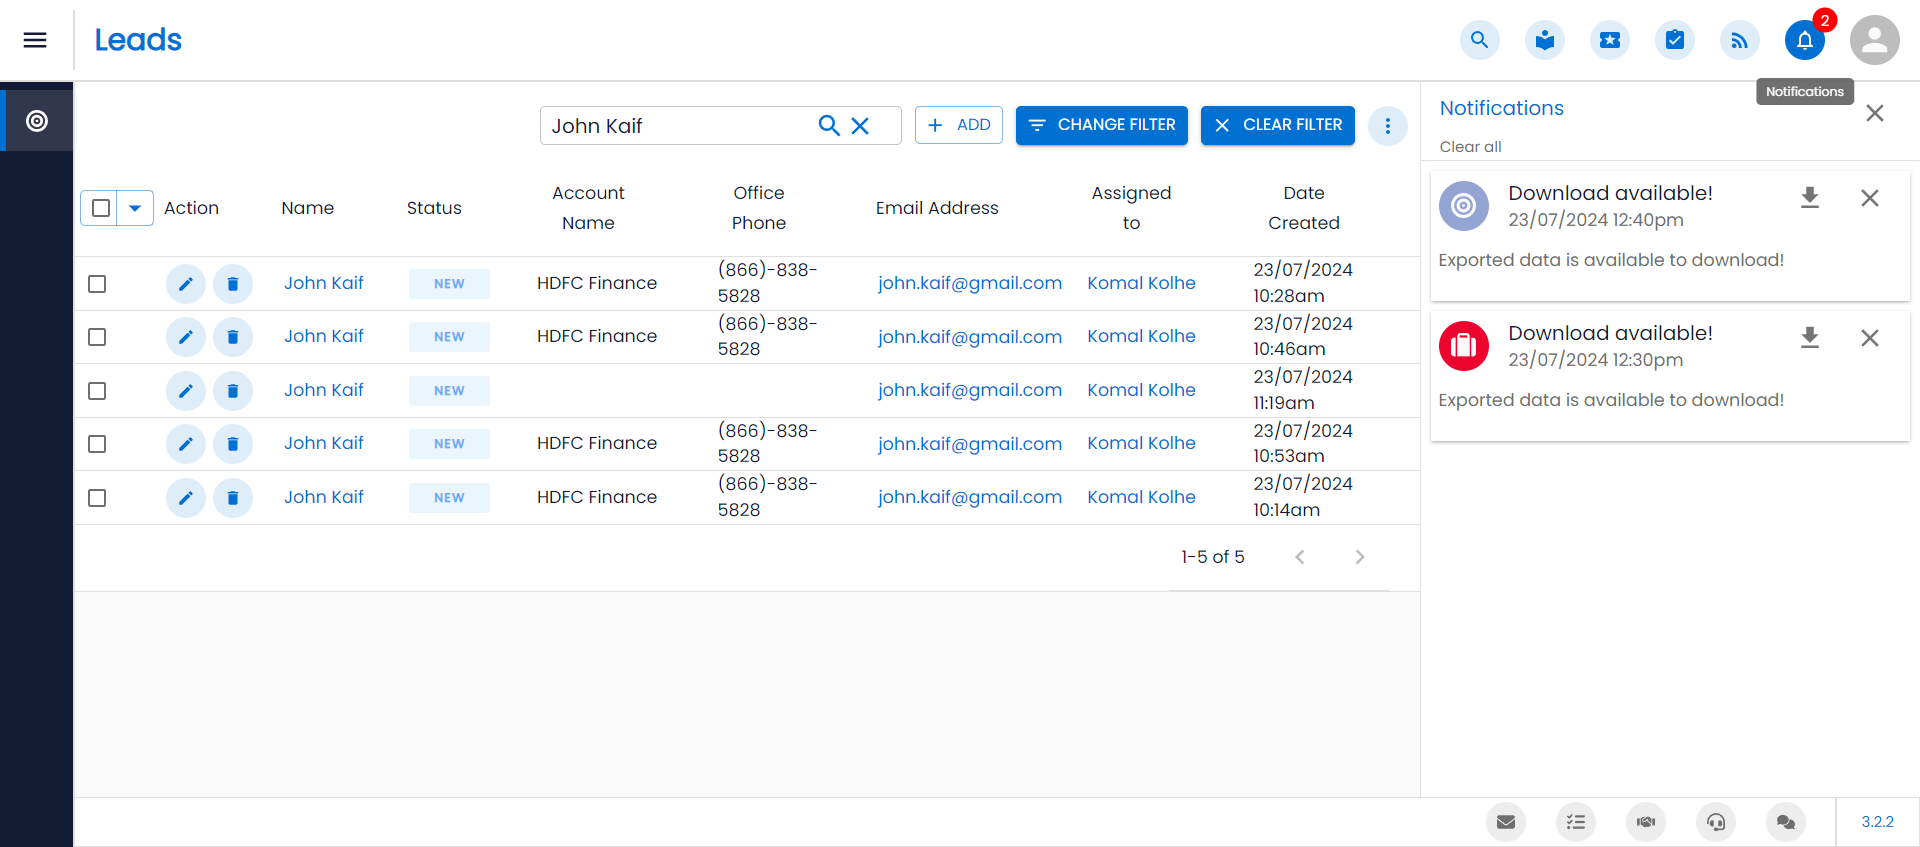 Leads
2
Notifications
John Kaif
ADD
CHANGE FILTER
CLEAR FILTER
Action
Name
Status
Account
Name
Office
Phone
Email Address
Assigned
to
Date
Created
John Kaif NEW HDFC Finance (866)-838-
5828 john.kaif@gmail.com Komal Kolhe 23/07/2024
10:28am
John Kaif NEW HDFC Finance (866)-838-
5828 john.kaif@gmail.com Komal Kolhe 23/07/2024
10:46am
John Kaif NEW john.kaif@gmail.com Komal Kolhe 23/07/2024
11:19am
John Kaif NEW HDFC Finance (866)-838-
5828 john.kaif@gmail.com Komal Kolhe 23/07/2024
10:53am
John Kaif NEW HDFC Finance (866)-838-
5828 john.kaif@gmail.com Komal Kolhe 23/07/2024
10:14am
1-5 of 5
Notifications
Clear all
Download available!
23/07/2024 12:40pm
Exported data is available to download!
Download available!
23/07/2024 12:30pm
Exported data is available to download!
3.2.2